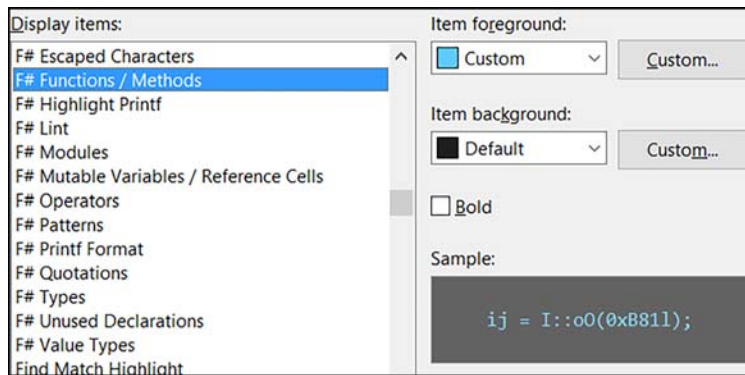 Display items:
F# Escaped Characters
F# Functions / Methods
F# Highlight Printf
F# Lint
F# Modules
F# Mutable Variables / Reference Cells
F# Operators
F# Patterns
F# Printf Format
F# Quotations
F# Types
F# Unused Declarations
F# Value Types
Find Match Highlight
Item foreground:
Custom
Custom...
Item background:
Default
Custom...
Bold
Sample:
ij = I::oO(0xB81l);